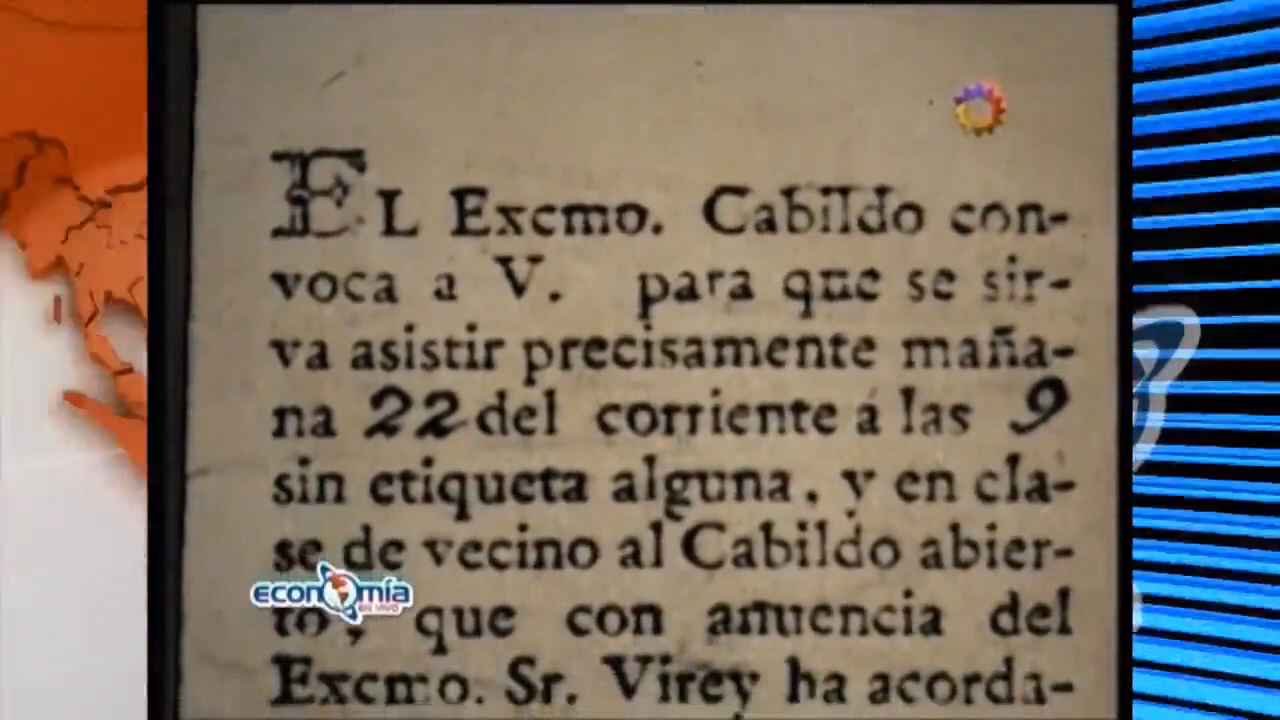 EL Excmo. Cabildo con-
voca a V. para que se sir-
va asistir precisamente maña-
na 22 del corriente á las 9
sin etiqueta alguna, y en cla-
se de vecino al Cabildo abier-
economía
en vivo
to, que con anuencia del
Excmo. Sr. Virey ha acorda-